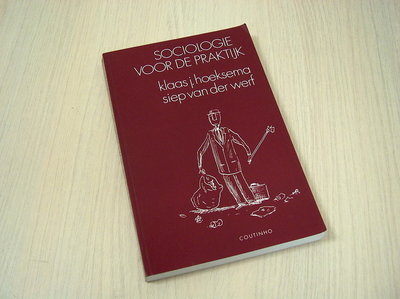 SOCIOLOGIE
VOOR DE PRAKTIJK
klaas j. hoeksema
siep van der werf
COUTINHO